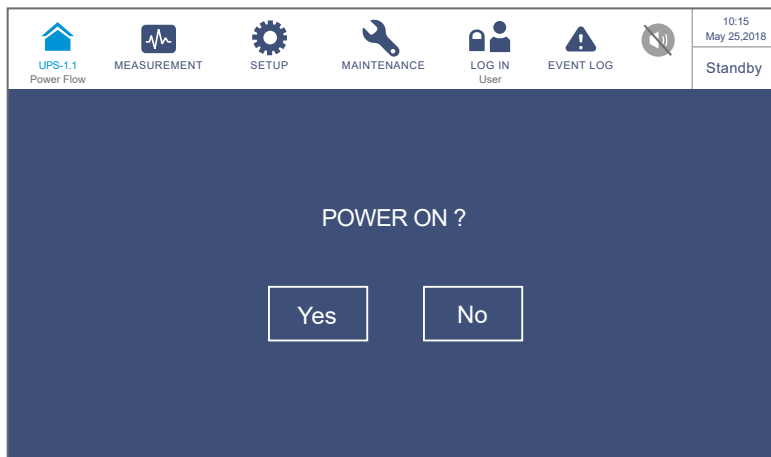 UPS-1.1
Power Flow
MEASUREMENT
SETUP
MAINTENANCE
LOG IN
User
EVENT LOG
10:15
May 25,2018
Standby
POWER ON ?
Yes
No